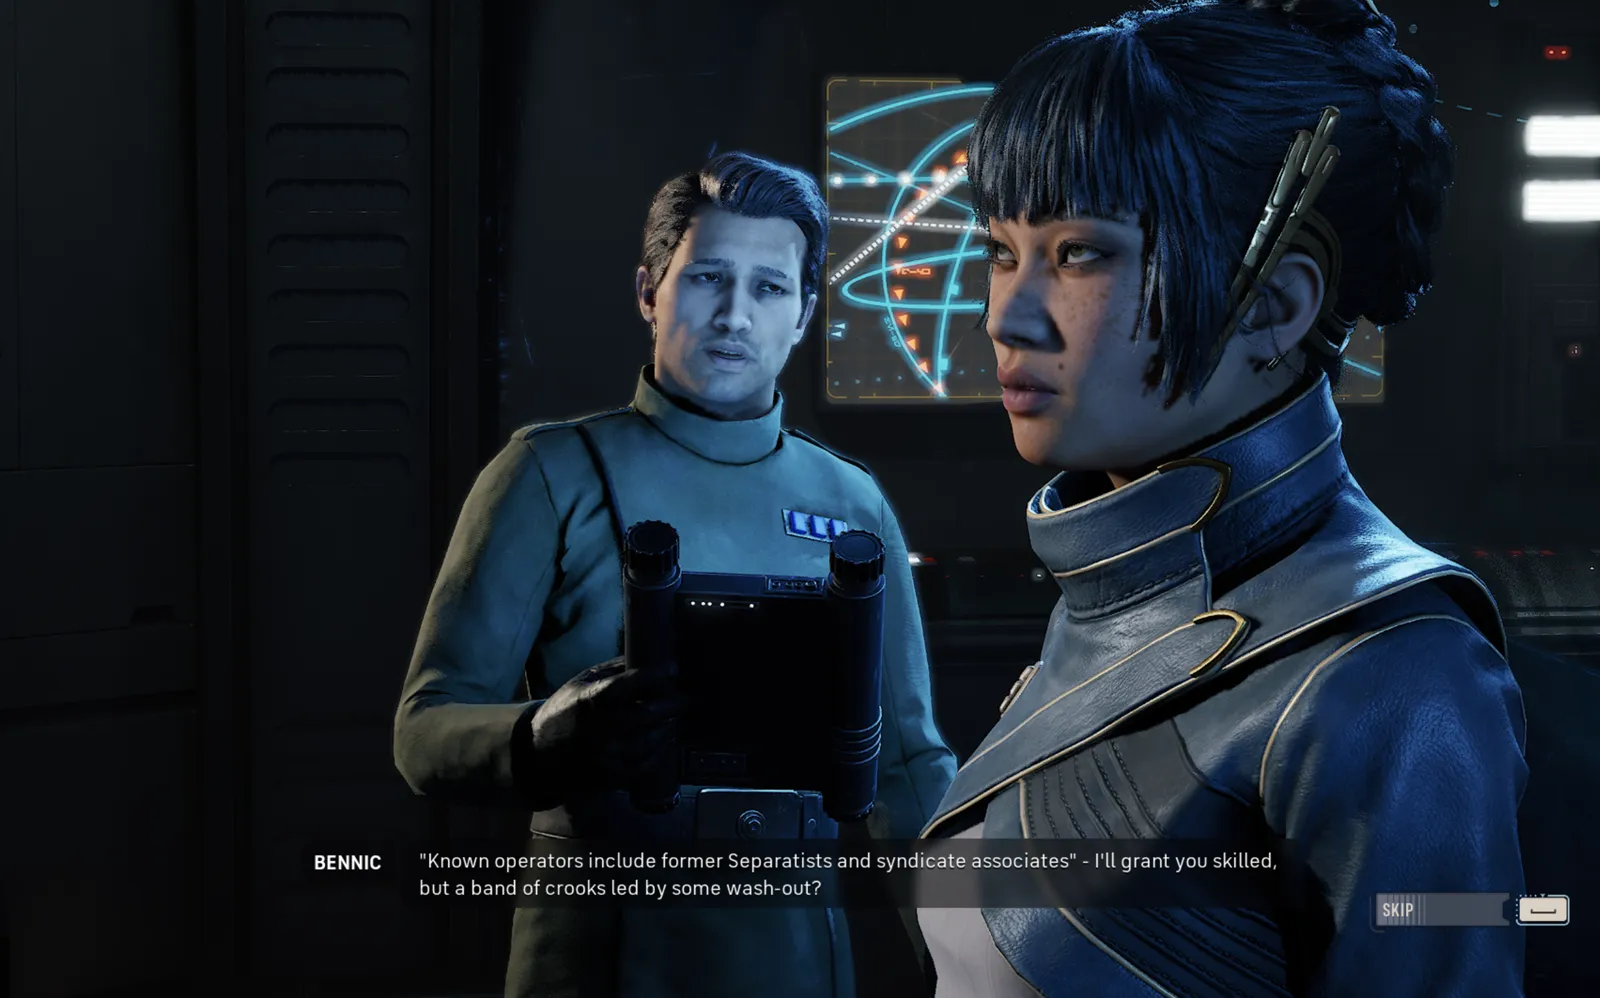 BENNIC
"Known operators include former Separatists and syndicate associates" - I'll grant you skilled,
but a band of crooks led by some wash-out?
SKIP